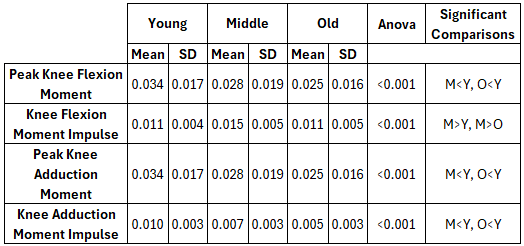 Young Middle Old Anova Significant Comparisons
Mean SD Mean SD Mean SD
Peak Knee Flexion Moment 0.034 0.017 0.028 0.019 0.025 0.016 <0.001 M<Y, O<Y
Knee Flexion Moment Impulse 0.011 0.004 0.015 0.005 0.011 0.005 <0.001 M>Y, M>O
Peak Knee Adduction Moment 0.034 0.017 0.028 0.019 0.025 0.016 <0.001 M<Y, O<Y
Knee Adduction Moment Impulse 0.010 0.003 0.007 0.003 0.005 0.003 <0.001 M<Y, O<Y